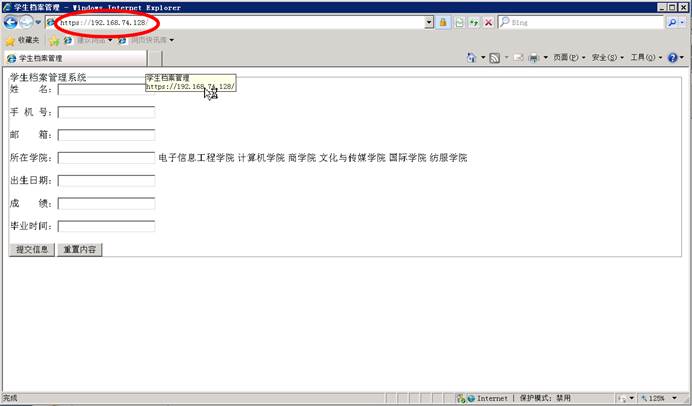 学生档案管理 - Windows Internet Explorer
https://192.168.74.128/
Bing
收藏夹
建议网站
网页快讯库
学生档案管理
页面(P)
安全(S)
工具(O)
学生档案管理系统
学生档案管理
https://192.168.74.128/
姓 名:
手 机 号:
邮 箱:
所在学院: 电子信息工程学院 计算机学院 商学院 文化与传媒学院 国际学院 纺服学院
出生日期:
成 绩:
毕业时间:
提交信息 重置内容
完成
Internet | 保护模式: 禁用
125%